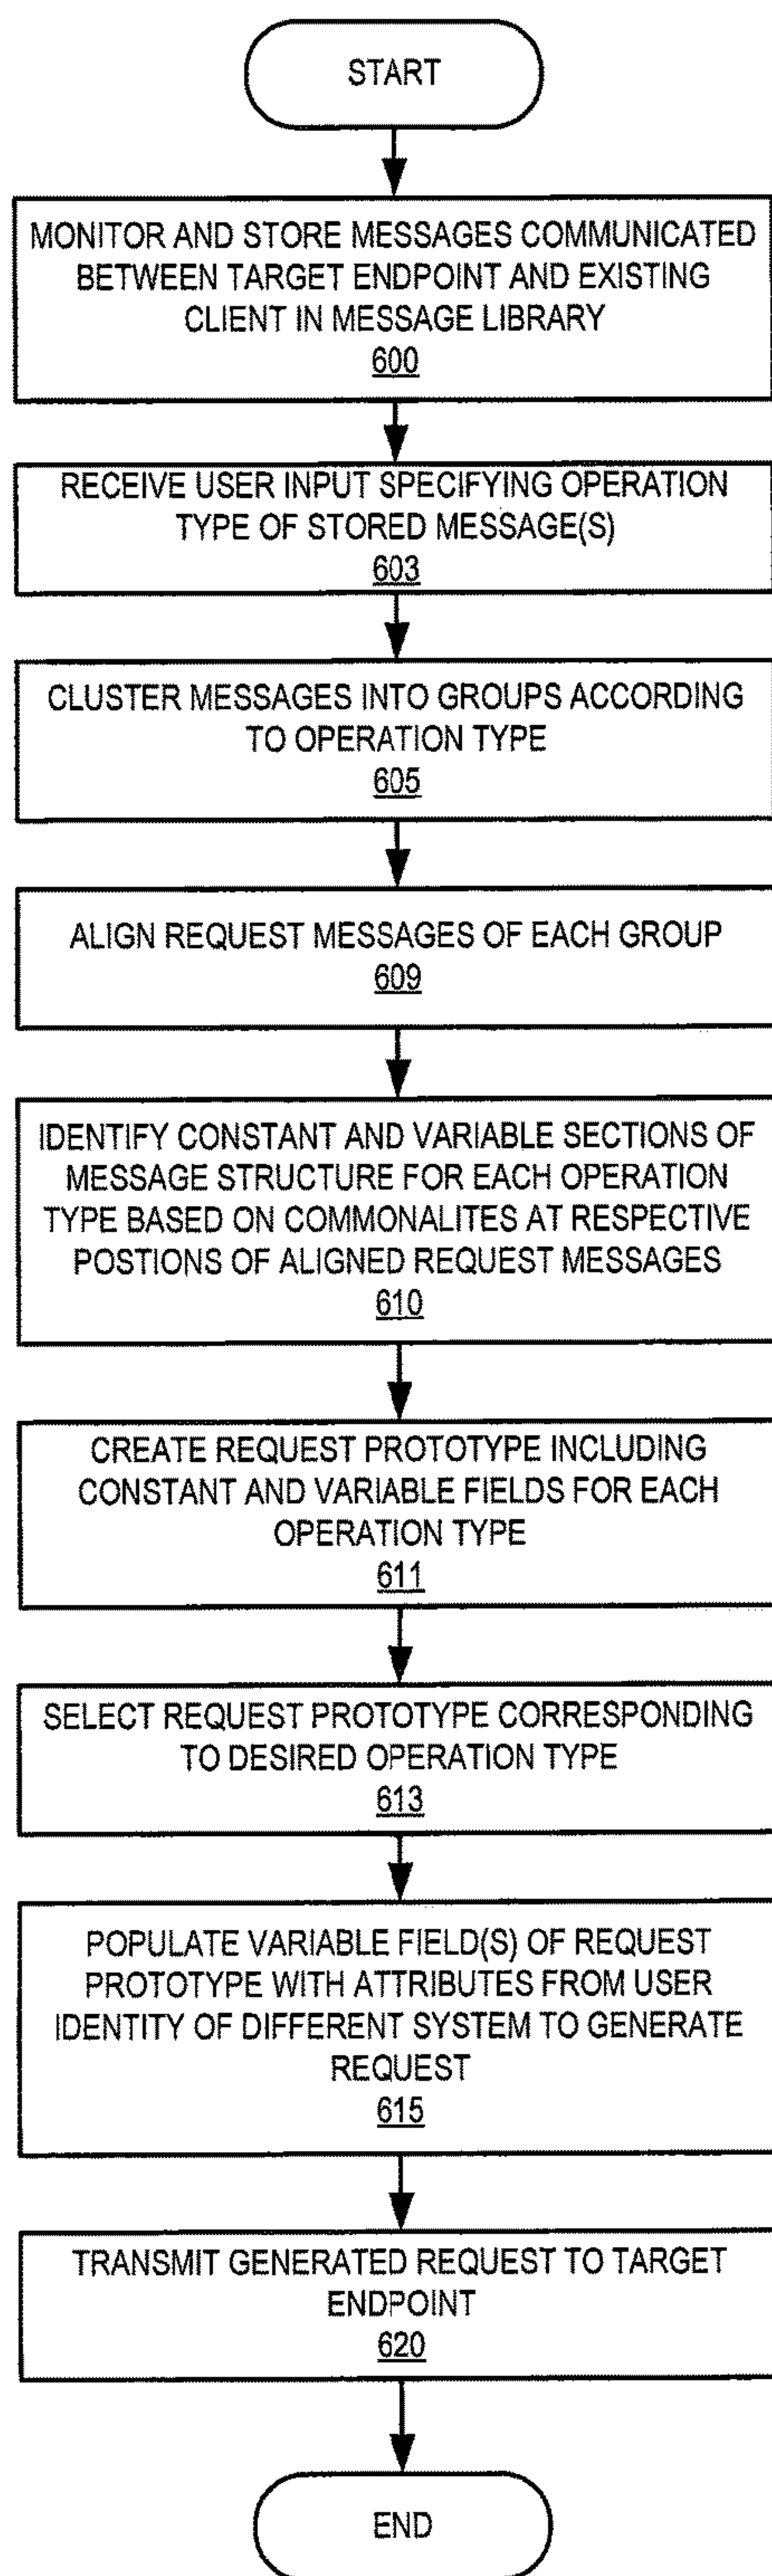 START
MONITOR AND STORE MESSAGES COMMUNICATED
BETWEEN TARGET ENDPOINT AND EXISTING
CLIENT IN MESSAGE LIBRARY
600
RECEIVE USER INPUT SPECIFYING OPERATION
TYPE OF STORED MESSAGE(S)
603
CLUSTER MESSAGES INTO GROUPS ACCORDING
TO OPERATION TYPE
605
ALIGN REQUEST MESSAGES OF EACH GROUP
609
IDENTIFY CONSTANT AND VARIABLE SECTIONS OF
MESSAGE STRUCTURE FOR EACH OPERATION
TYPE BASED ON COMMONALITES AT RESPECTIVE
POSTIONS OF ALIGNED REQUEST MESSAGES
610
CREATE REQUEST PROTOTYPE INCLUDING
CONSTANT AND VARIABLE FIELDS FOR EACH
OPERATION TYPE
611
SELECT REQUEST PROTOTYPE CORRESPONDING
TO DESIRED OPERATION TYPE
613
POPULATE VARIABLE FIELD(S) OF REQUEST
PROTOTYPE WITH ATTRIBUTES FROM USER
IDENTITY OF DIFFERENT SYSTEM TO GENERATE
REQUEST
615
TRANSMIT GENERATED REQUEST TO TARGET
ENDPOINT
620
END